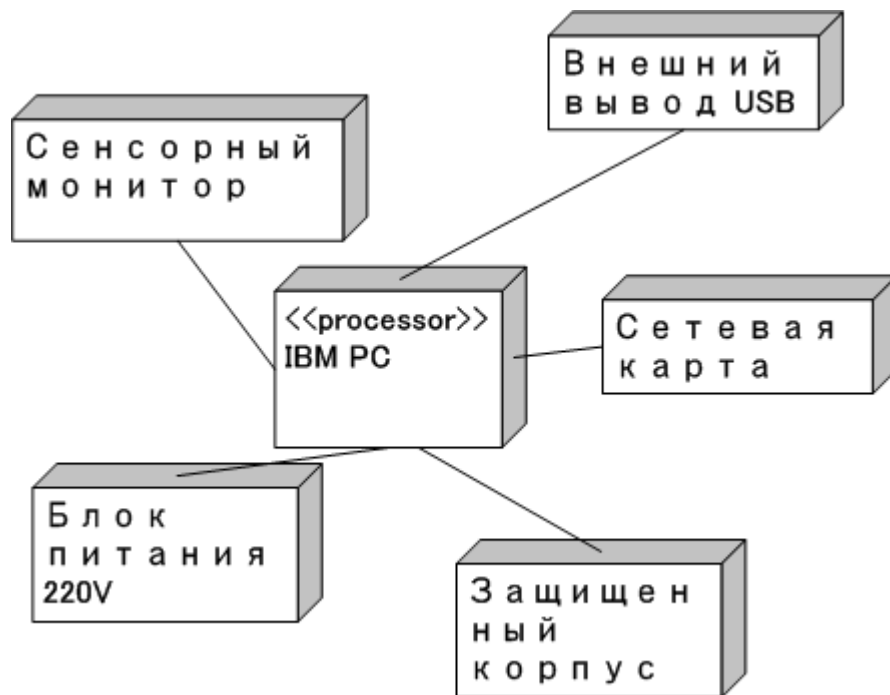 Внешний
вывод USB
Сенсорный
монитор
<<processor>>
IBM PC
Сетевая
карта
Блок
питания
220V
Защищен
ный
корпус